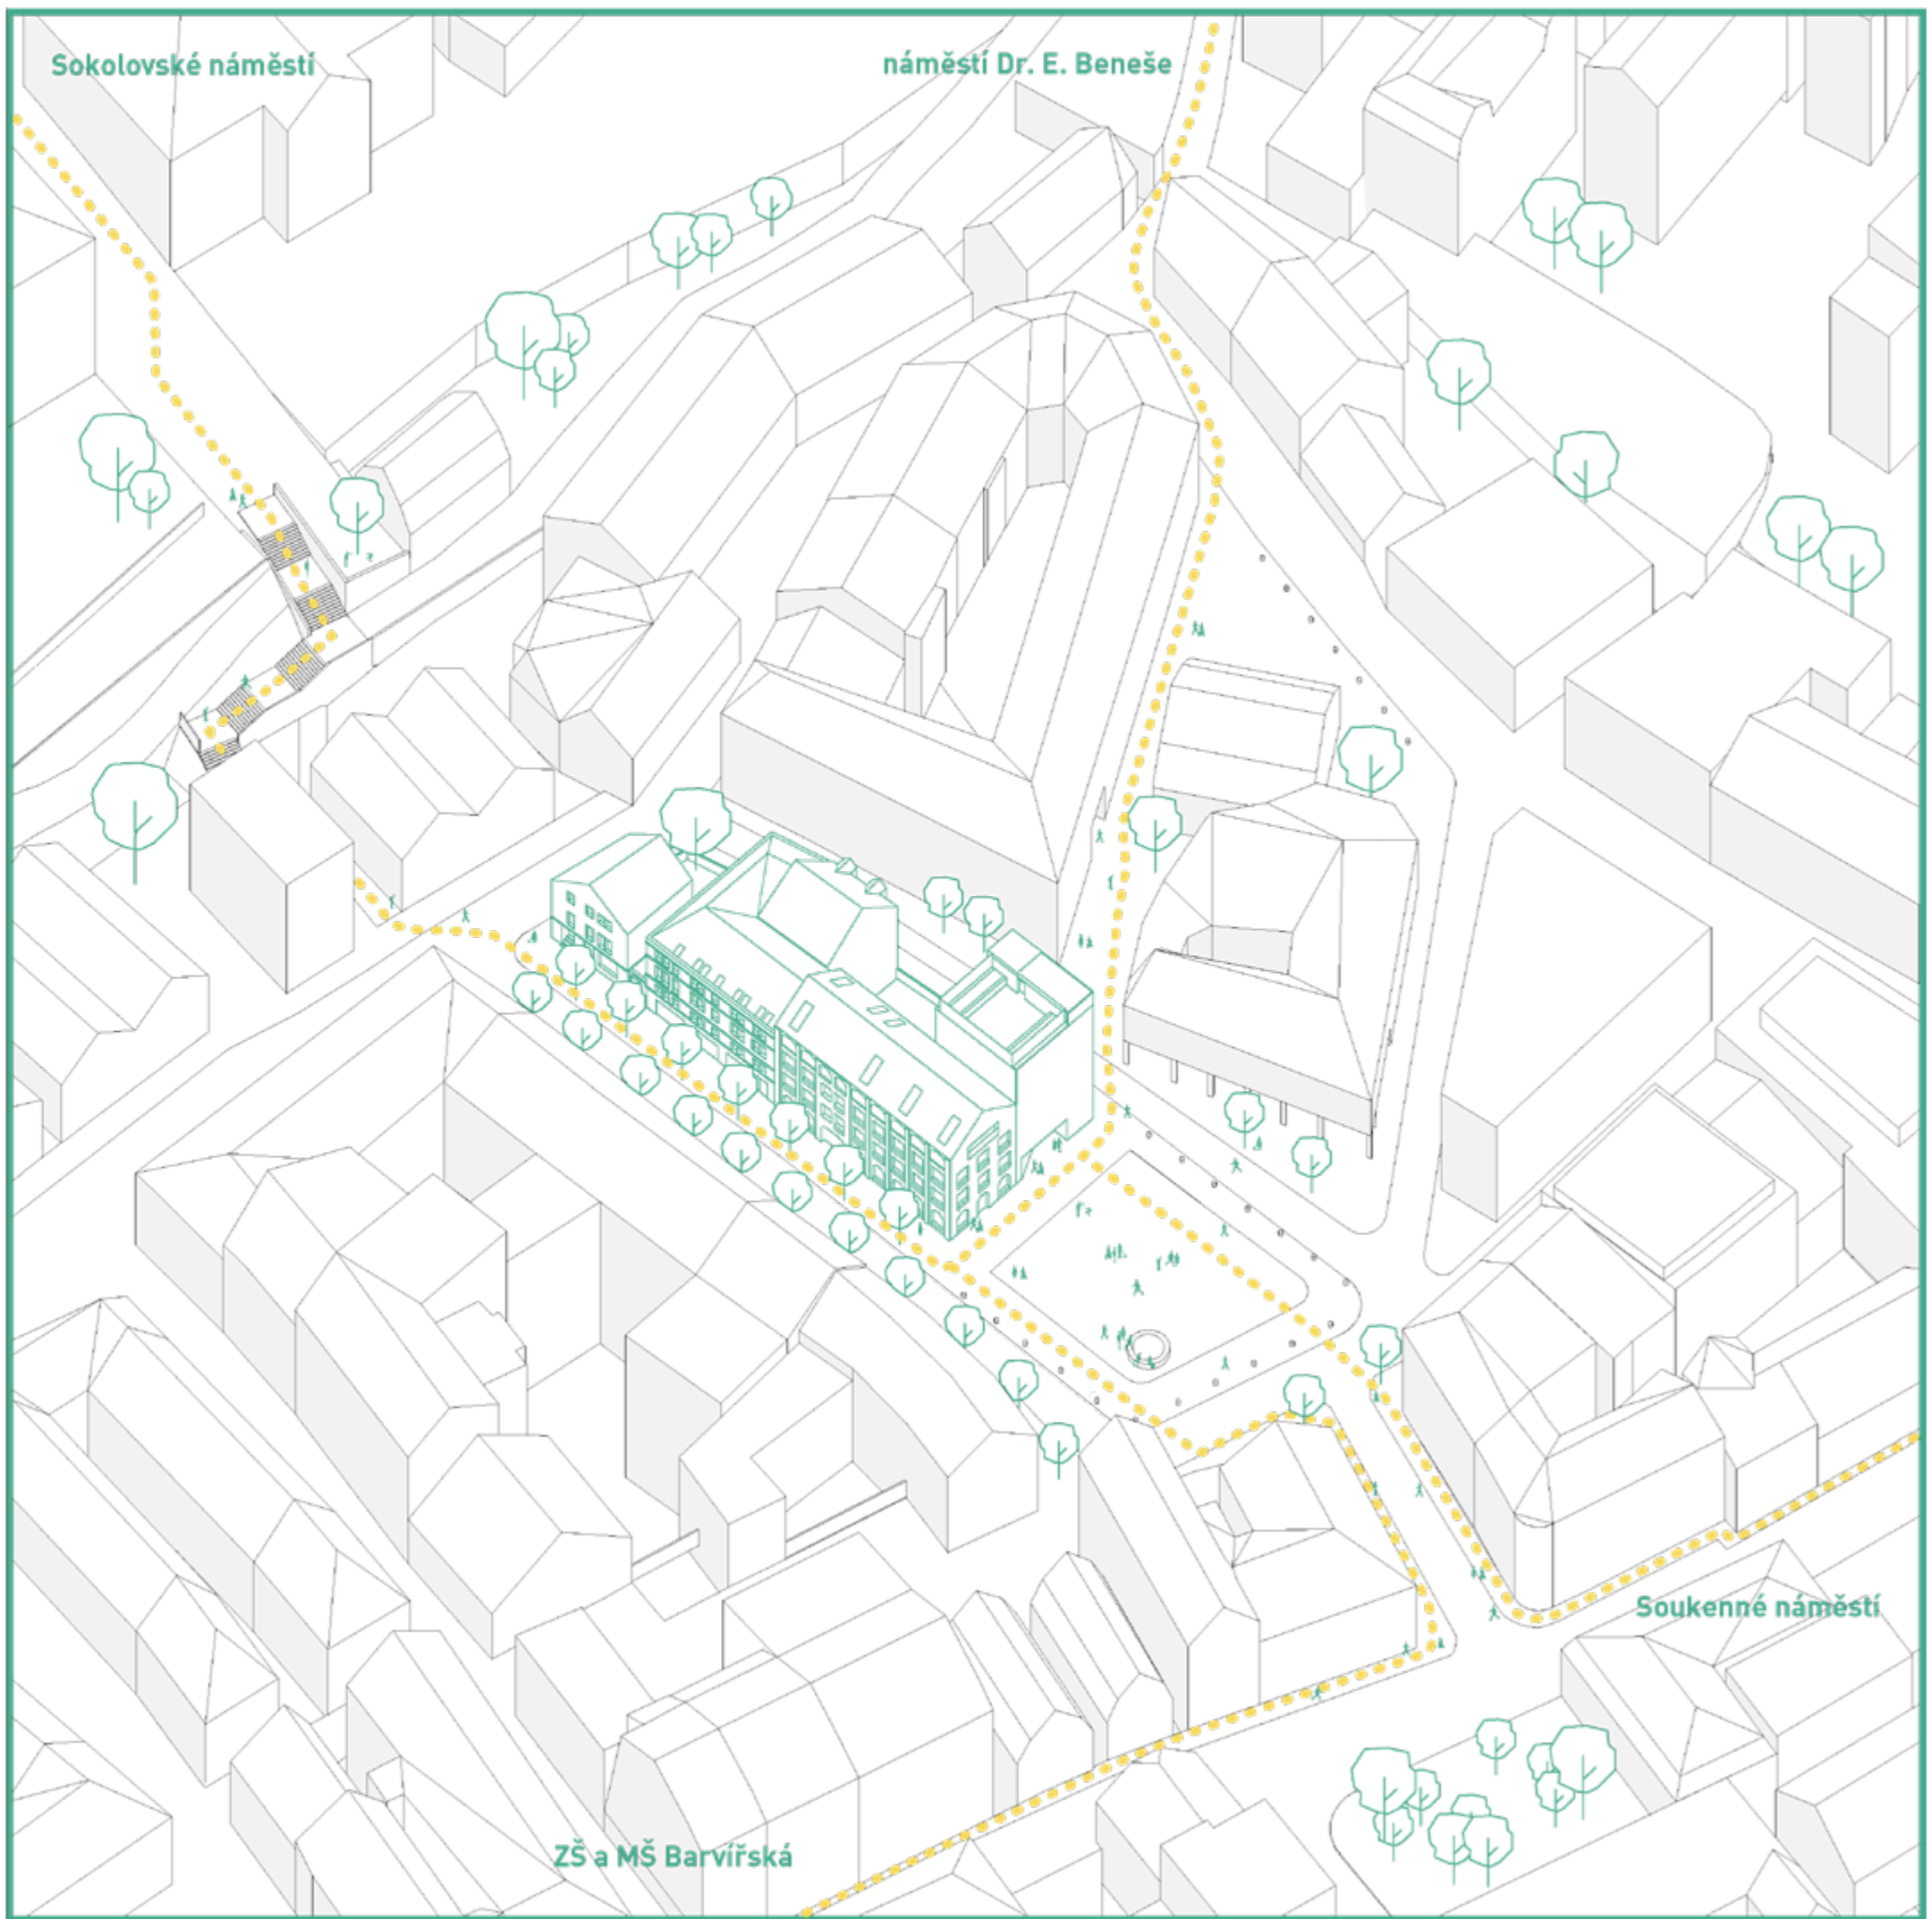 Sokolovské náměstí
náměstí Dr. E. Beneše
Soukenné náměstí
ZŠ a MŠ Barvířská